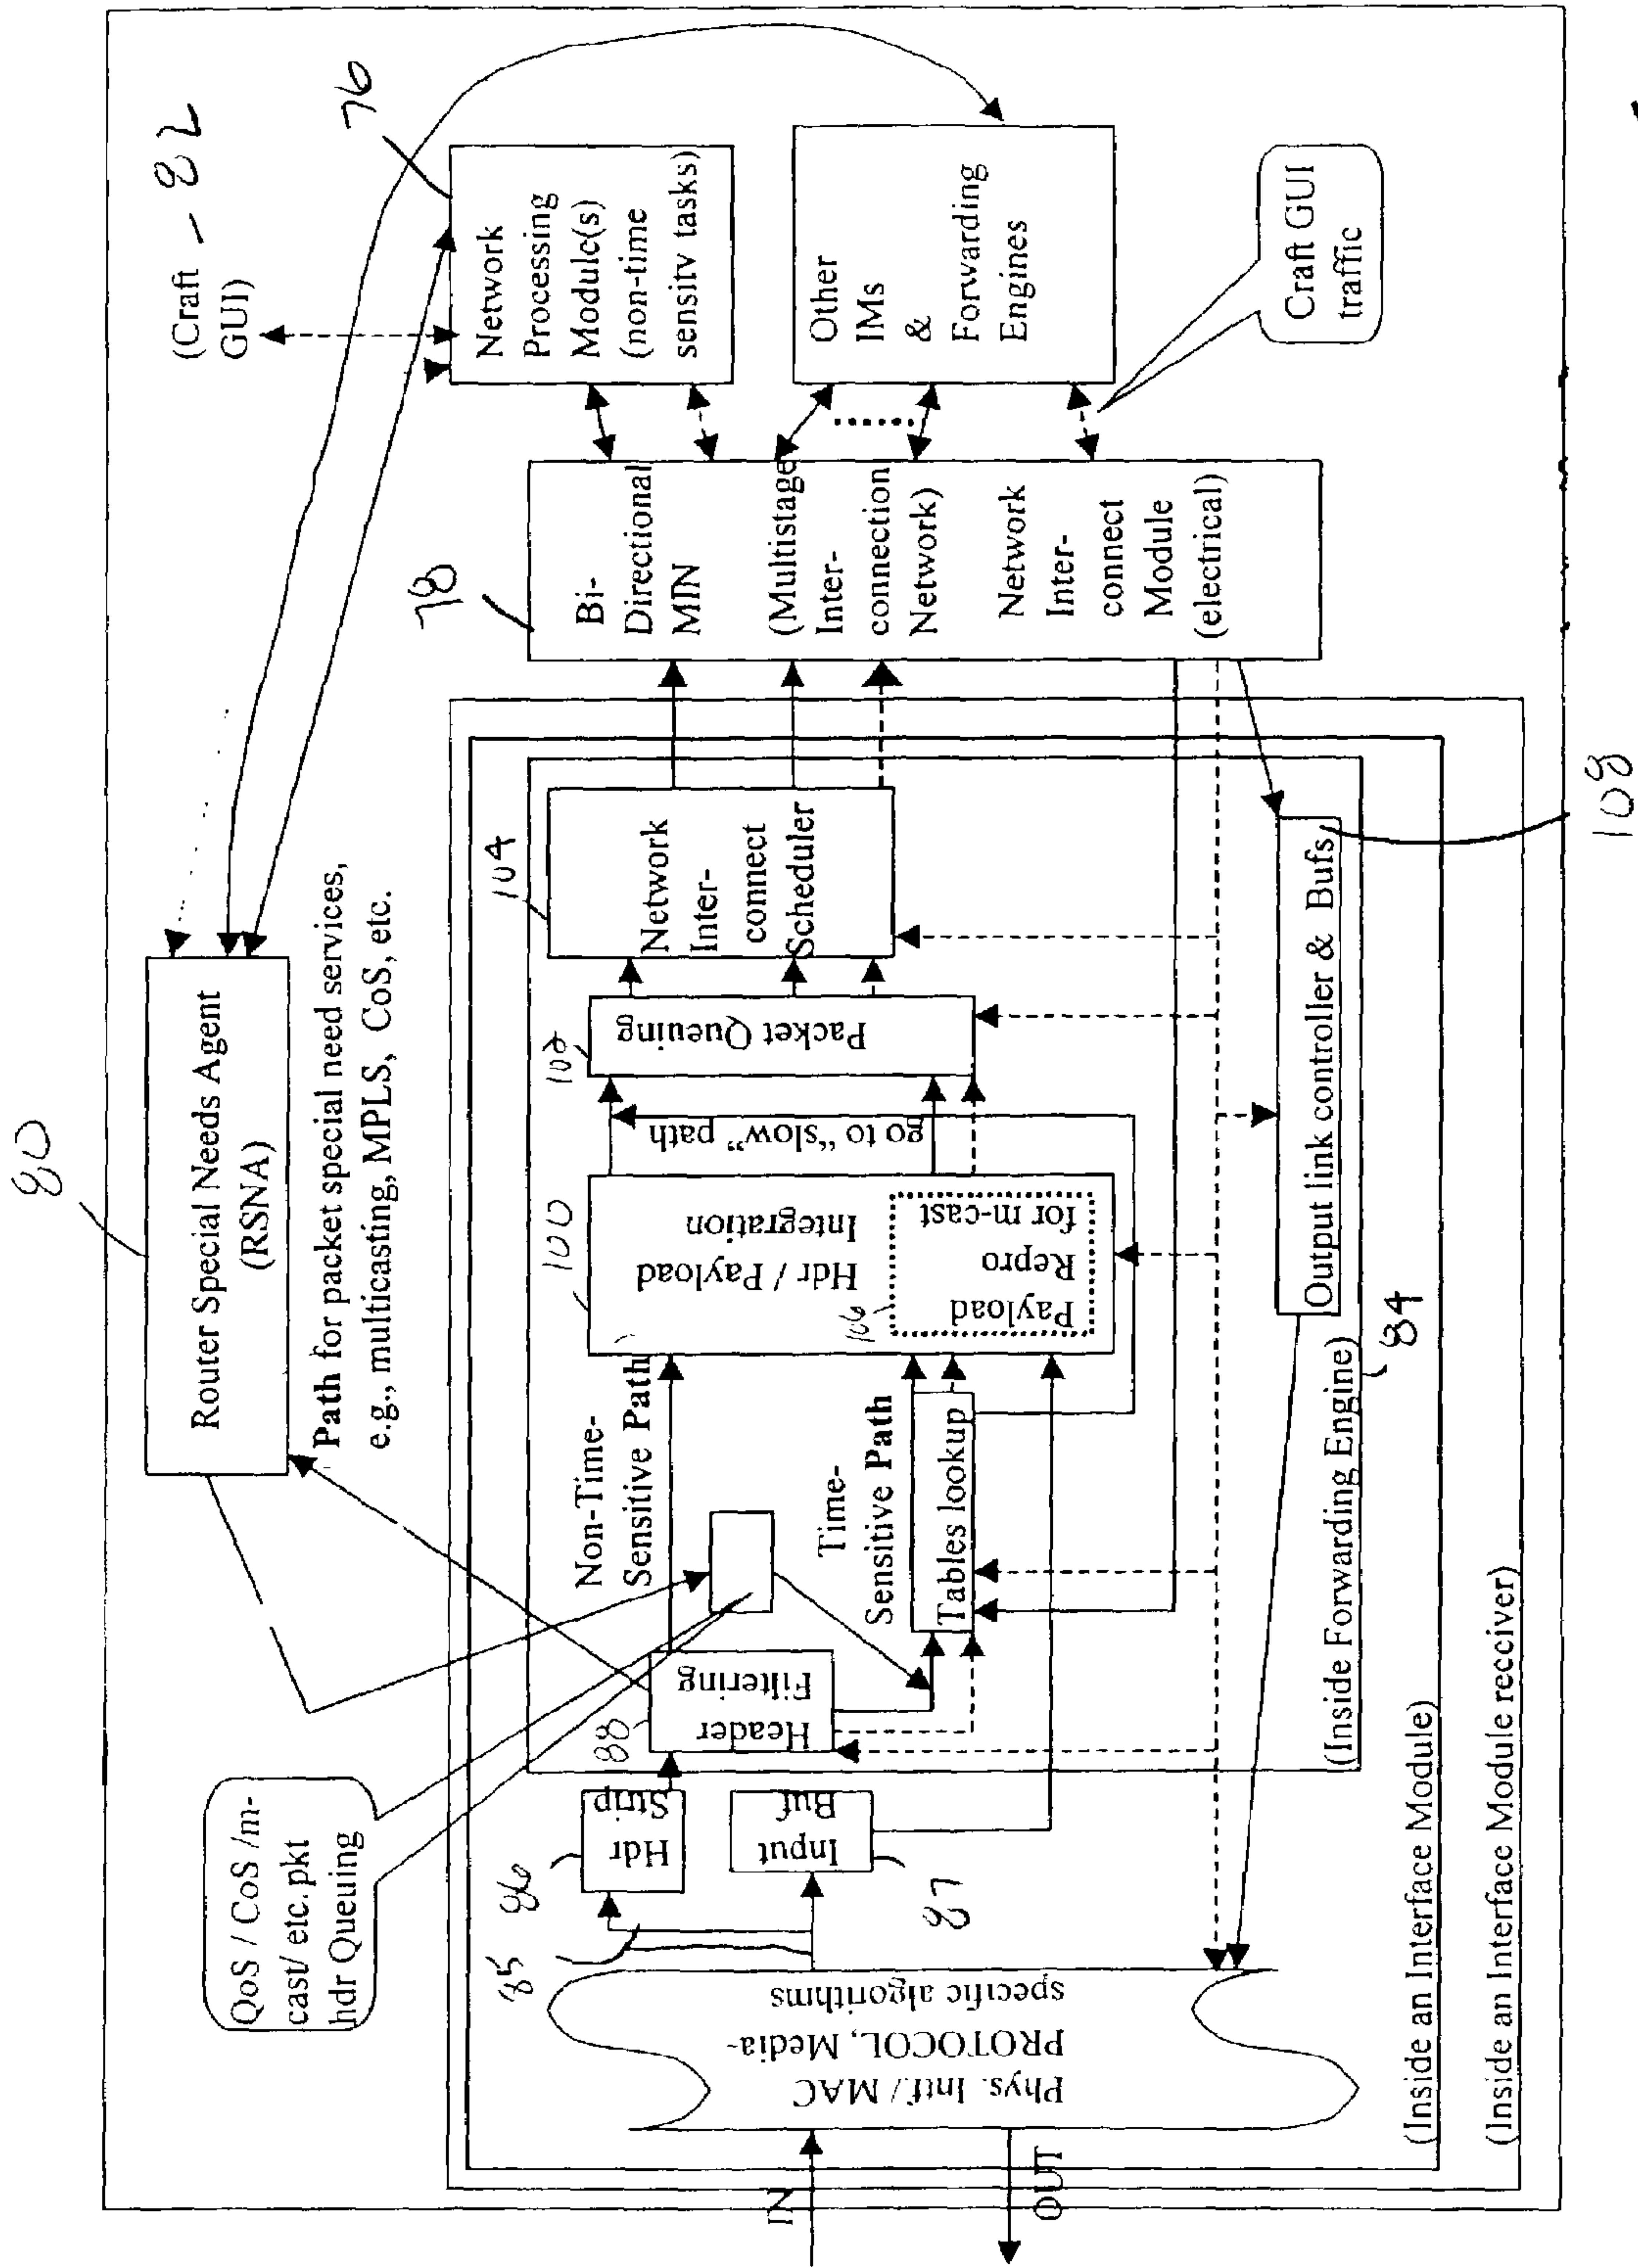 80
Router Special Needs Agent
(RSNA)
Path for packet special need services,
e.g., multicasting, MPLS, CoS, etc.
(Craft - 82
GUI)
76
Network
Processing
Module(s)
(non-time
sensitv tasks)
Other
IMs
&
Forwarding
Engines
Craft GUI
traffic
78
Bi-
Directional
MIN
(Multistage
Inter-
connection
Network)
Network
Inter-
connect
Module
(electrical)
QoS / CoS /m-
cast/ etc.pkt
hdr Queuing
104
Network
Inter-
connect
Scheduler
102
Packet Queuing
go to "slow" path
100
Hdr / Payload
Integration
106
Payload
Repro
for m-cast
Non-Time-
Sensitive Path
Time-
Sensitive Path
Tables lookup
88
Header
Filtering
86
Hdr
Strip
85
Input
Buf
87
Phys. Intf./ MAC
PROTOCOL, Media-
specific algorithms
IN
OUT
Output link controller & Bufs
108
(Inside Forwarding Engine)
84
(Inside an Interface Module)
(Inside an Interface Module receiver)